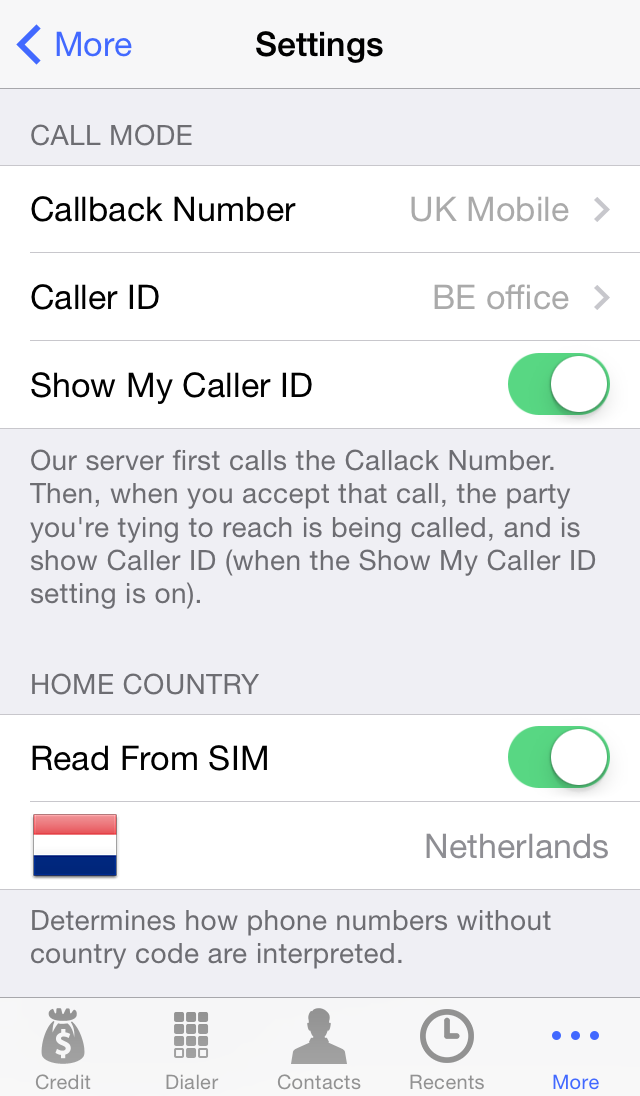 More
Settings
CALL MODE
Callback Number UK Mobile
Caller ID BE office
Show My Caller ID
Our server first calls the Callack Number.
Then, when you accept that call, the party
you're tying to reach is being called, and is
show Caller ID (when the Show My Caller ID
setting is on).
HOME COUNTRY
Read From SIM
Netherlands
Determines how phone numbers without
country code are interpreted.
$
Credit Dialer Contacts Recents More